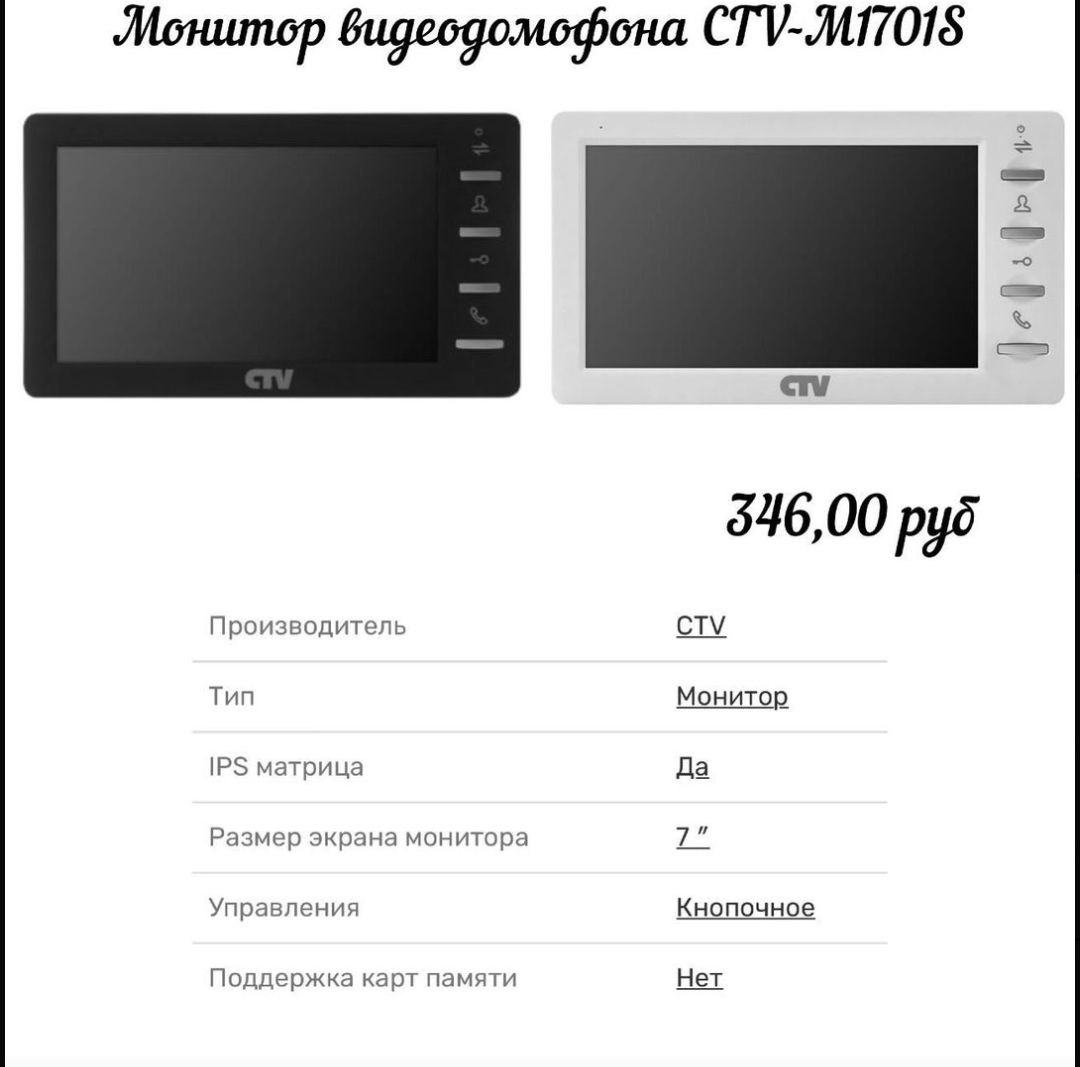 Монитор видеодомофона CTV-M1701S
CTV
CTV
346,00 руб
Производитель CTV
Тип Монитор
IPS матрица Да
Размер экрана монитора 7 ″
Управления Кнопочное
Поддержка карт памяти Нет